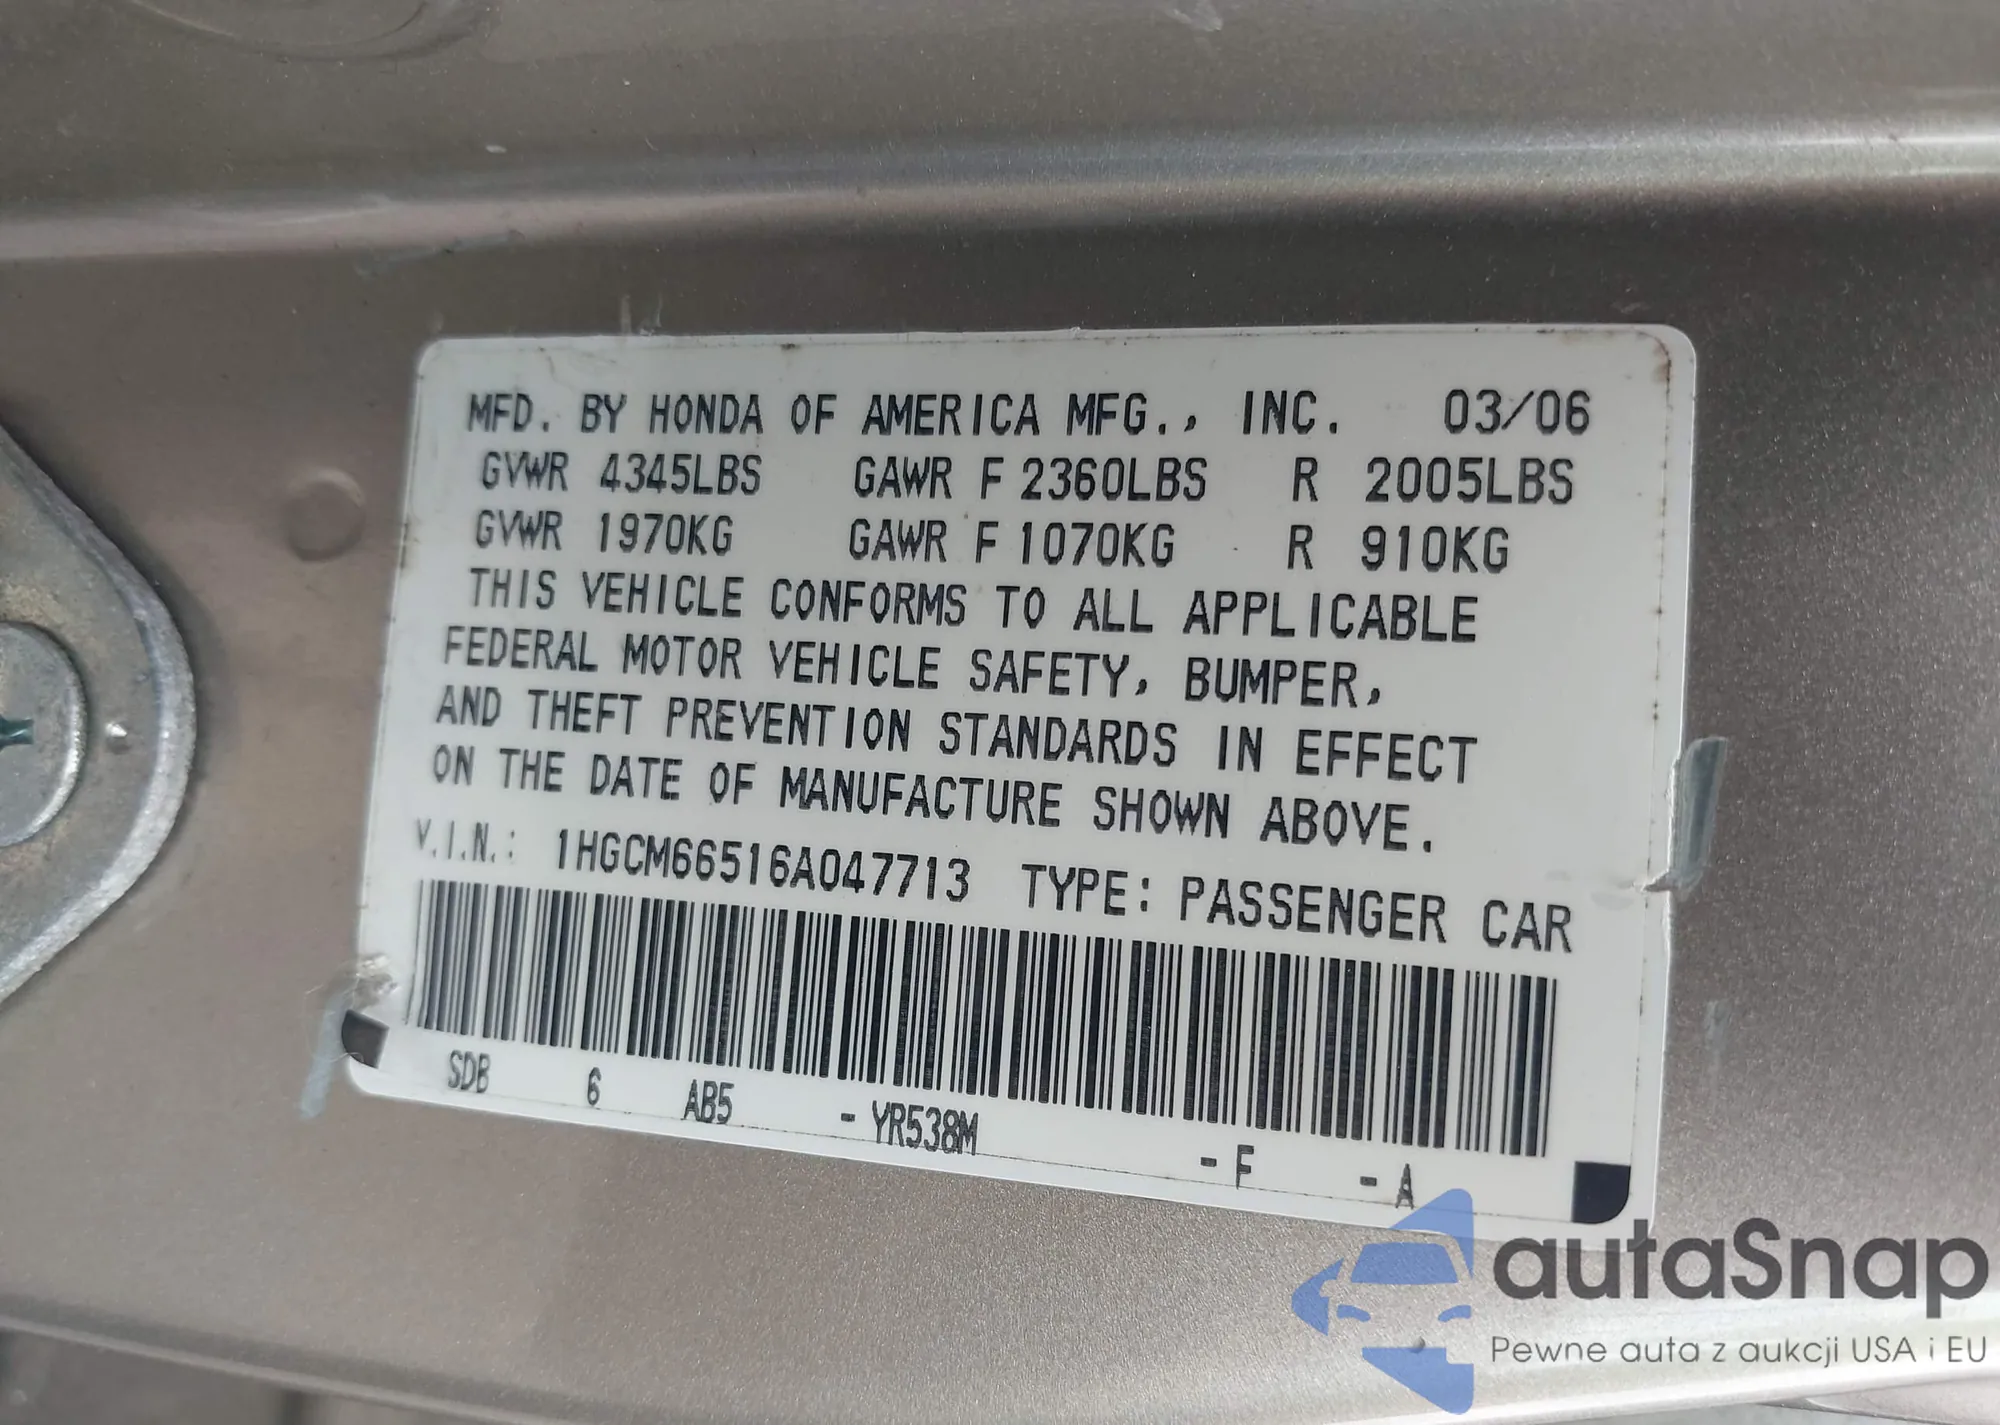 MFD. BY HONDA OF AMERICA MFG., INC. 03/06
GVWR 4345LBS GAWR F 2360LBS R 2005LBS
GVWR 1970KG GAWR F 1070KG R 910KG
THIS VEHICLE CONFORMS TO ALL APPLICABLE
FEDERAL MOTOR VEHICLE SAFETY, BUMPER,
AND THEFT PREVENTION STANDARDS IN EFFECT
ON THE DATE OF MANUFACTURE SHOWN ABOVE.
V.I.N.: 1HGCM66516A047713 TYPE: PASSENGER CAR
SDB 6 AB5 - YR538M - F - A
autaSnap
Pewne auta z aukcji USA i EU